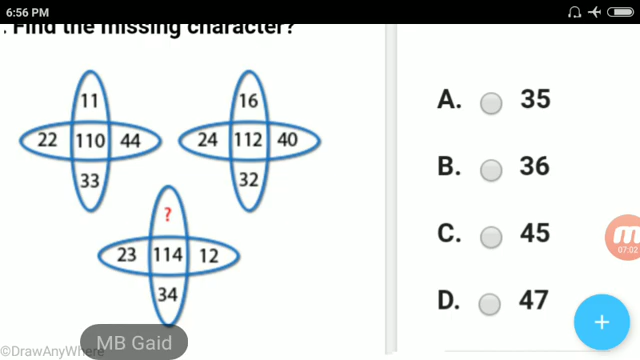 6:56 PM
. Find the missing character?
11
22 110 44
33
16
24 112 40
32
?
23 114 12
34
A. 35
B. 36
C. 45
D. 47
m
07:02
+
©DrawAnyWhere
MB Gaid